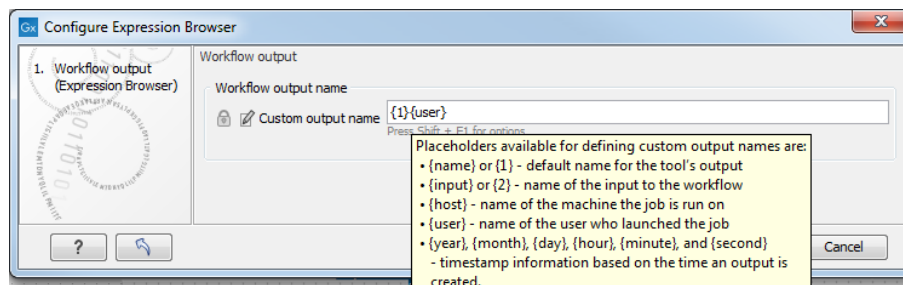 Gx Configure Expression Browser
x
1. Workflow output
(Expression Browser)
Workflow output
Workflow output name
Custom output name {1}{user}
Press Shift + F1 for options
Placeholders available for defining custom output names are:
• {name} or {1} - default name for the tool's output
• {input} or {2} - name of the input to the workflow
• {host} - name of the machine the job is run on
• {user} - name of the user who launched the job
• {year}, {month}, {day}, {hour}, {minute}, and {second}
- timestamp information based on the time an output is
created.
?
Cancel